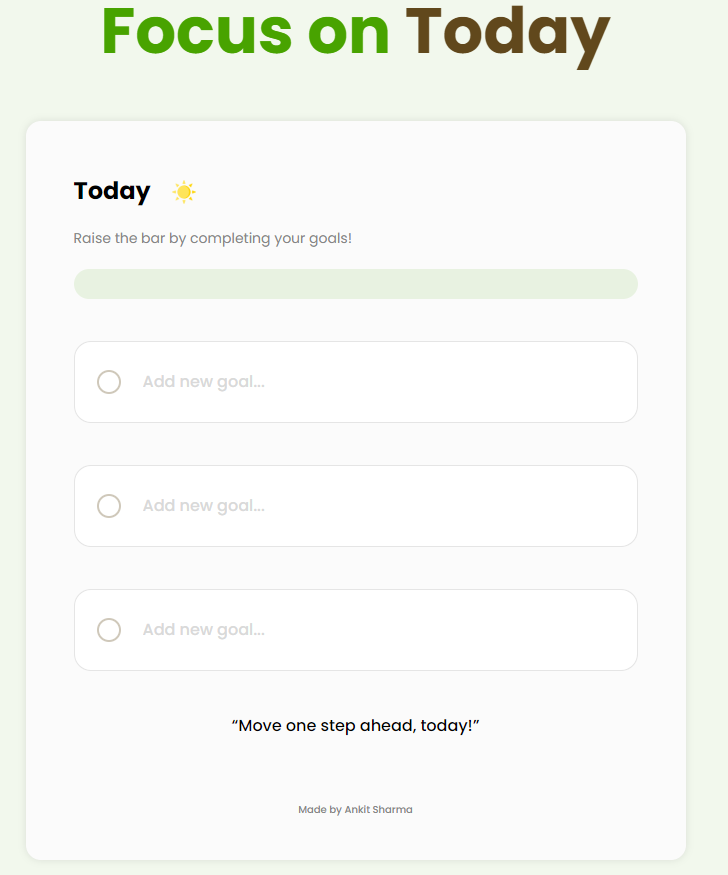 Focus on Today
Today
Raise the bar by completing your goals!
Add new goal...
Add new goal...
Add new goal...
“Move one step ahead, today!”
Made by Ankit Sharma